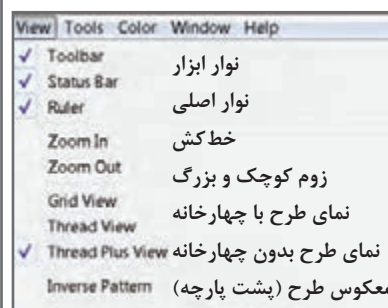 View Tools Color Window Help
Toolbar نوار ابزار
Status Bar نوار اصلی
Ruler خط‌کش
Zoom In
Zoom Out زوم کوچک و بزرگ
Grid View نمای طرح با چهارخانه
Thread View
Thread Plus View نمای طرح بدون چهارخانه
Inverse Pattern معکوس طرح (پشت پارچه)